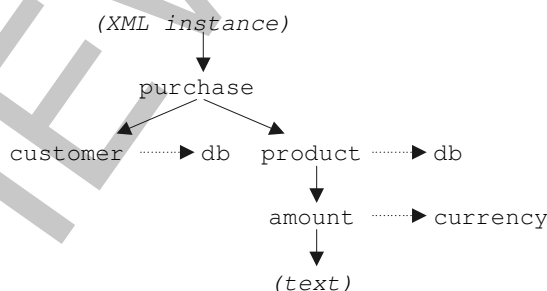 (XML instance)
purchase
customer db product db
amount currency
(text)